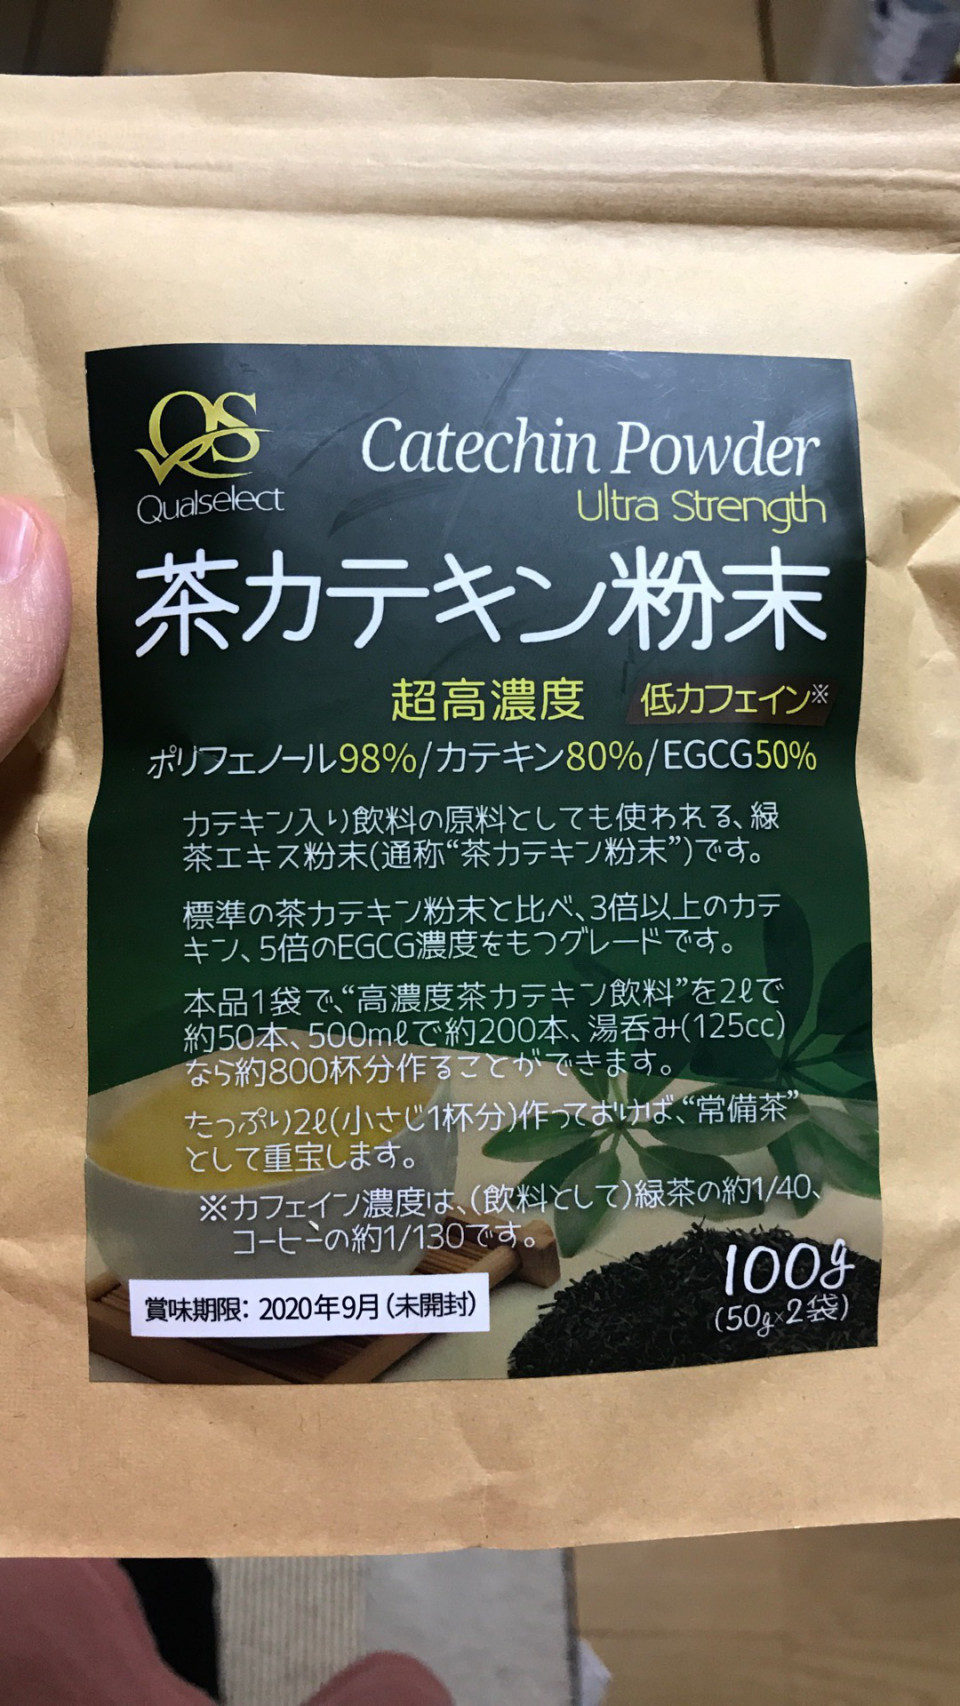 QS
Qualselect
Catechin Powder
Ultra Strength
茶カテキン粉末
超高濃度 低カフェイン※
ポリフェノール98%/カテキン80%/EGCG50%
カテキン入り飲料の原料としても使われる、緑
茶エキス粉末(通称“茶カテキン粉末”)です。
標準の茶カテキン粉末と比べ、3倍以上のカテ
キン、5倍のEGCG濃度をもつグレードです。
本品1袋で、“高濃度茶カテキン飲料”を2ℓで
約50本、500mℓで約200本、湯呑み(125cc)
なら約800杯分作ることができます。
たっぷり2ℓ(小さじ1杯分)作っておけば、“常備茶”
として重宝します。
※カフェイン濃度は、(飲料として)緑茶の約1/40、
コーヒーの約1/130です。
100g
(50g×2袋)
賞味期限: 2020年9月(未開封)